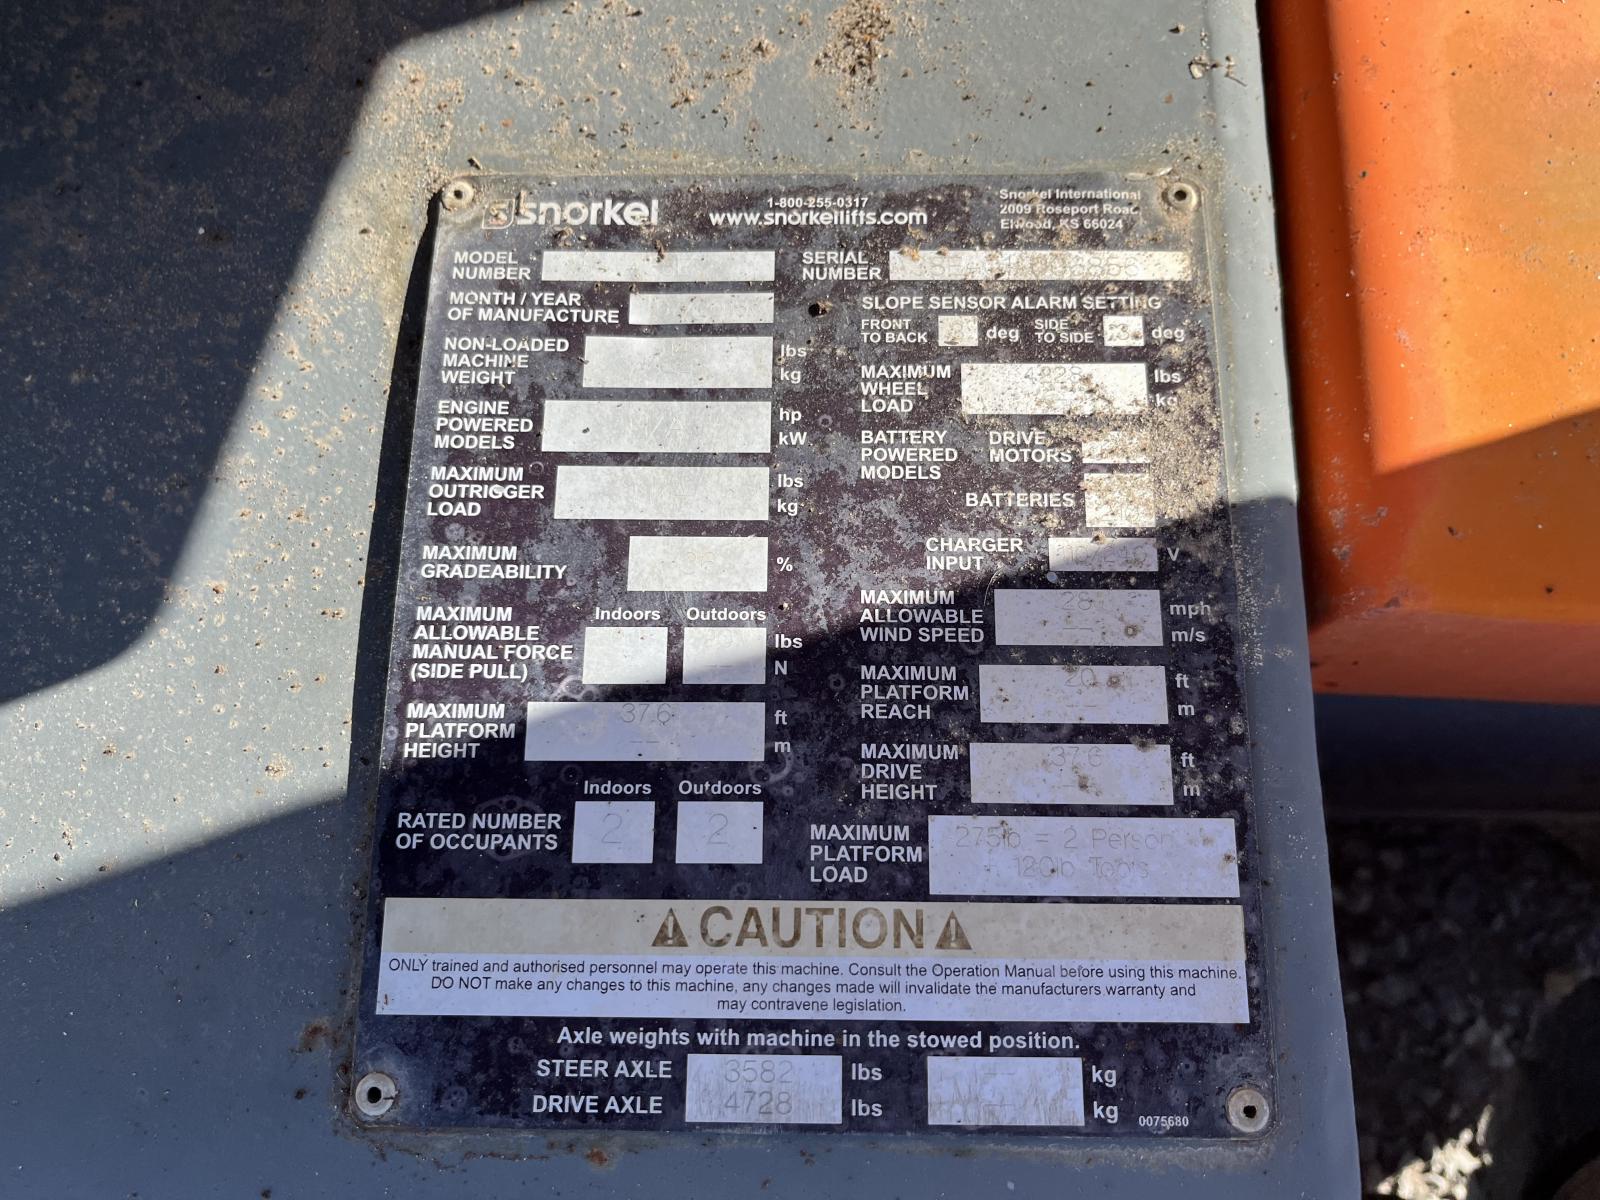 snorkel
1-800-255-0317
www.snorkellifts.com
Snorkel International
2009 Roseport Road
Elwood, KS 66024
MODEL
NUMBER
SERIAL
NUMBER
MONTH / YEAR
OF MANUFACTURE
SLOPE SENSOR ALARM SETTING
FRONT
TO BACK
deg
SIDE
TO SIDE
3
deg
NON-LOADED
MACHINE
WEIGHT
lbs
kg
MAXIMUM
WHEEL
LOAD
lbs
kg
ENGINE
POWERED
MODELS
N/A
hp
kW
BATTERY
POWERED
MODELS
DRIVE
MOTORS
BATTERIES
MAXIMUM
OUTRIGGER
LOAD
lbs
kg
MAXIMUM
GRADEABILITY
%
CHARGER
INPUT
V
MAXIMUM
ALLOWABLE
MANUAL FORCE
(SIDE PULL)
Indoors
Outdoors
lbs
N
MAXIMUM
ALLOWABLE
WIND SPEED
28
--
mph
m/s
MAXIMUM
PLATFORM
REACH
20
--
ft
m
MAXIMUM
PLATFORM
HEIGHT
37.6
--
ft
m
MAXIMUM
DRIVE
HEIGHT
37.6
--
ft
m
Indoors
Outdoors
RATED NUMBER
OF OCCUPANTS
2
2
MAXIMUM
PLATFORM
LOAD
275lb = 2 Person
+ 120lb Tools
CAUTION
ONLY trained and authorised personnel may operate this machine. Consult the Operation Manual before using this machine.
DO NOT make any changes to this machine, any changes made will invalidate the manufacturers warranty and
may contravene legislation.
Axle weights with machine in the stowed position.
STEER AXLE 3582 lbs -- kg
DRIVE AXLE 4728 lbs -- kg
0075680